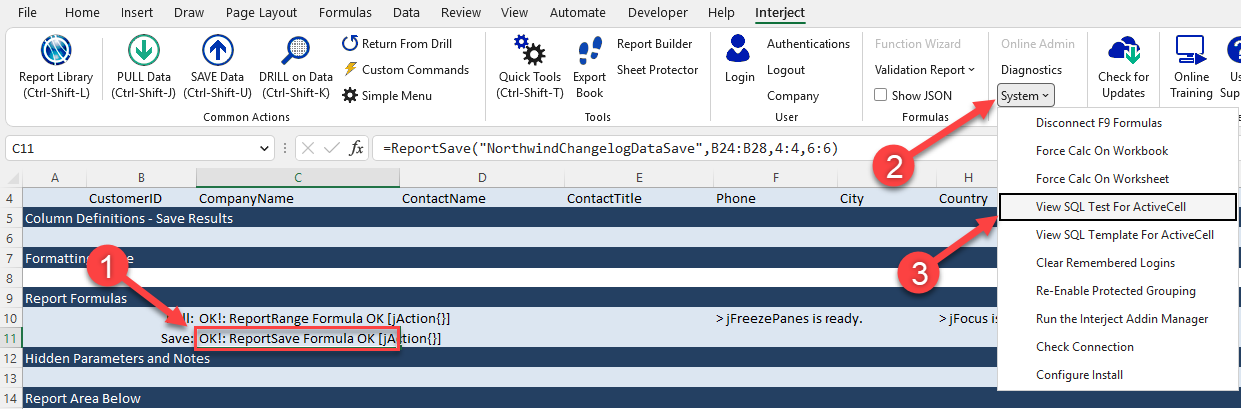 File Home Insert Draw Page Layout Formulas Data Review View Automate Developer Help Interject
Report Library
(Ctrl-Shift-L)
PULL Data
(Ctrl-Shift-J)
SAVE Data
(Ctrl-Shift-U)
DRILL on Data
(Ctrl-Shift-K)
Return From Drill
Custom Commands
Simple Menu
Common Actions
Quick Tools
(Ctrl-Shift-T)
Export
Book
Report Builder
Sheet Protector
Tools
Login
Authentications
Logout
Company
User
Function Wizard
Validation Report
Show JSON
Formulas
Online Admin
Diagnostics
System
Check for
Updates
Online
Training
2
Disconnect F9 Formulas
Force Calc On Workbook
Force Calc On Worksheet
View SQL Test For ActiveCell
View SQL Template For ActiveCell
Clear Remembered Logins
Re-Enable Protected Grouping
Run the Interject Addin Manager
Check Connection
Configure Install
3
C11 fx =ReportSave("NorthwindChangelogDataSave",B24:B28,4:4,6:6)
A B C D E F G H
4 CustomerID CompanyName ContactName ContactTitle Phone City Country
5 Column Definitions - Save Results
6
7 Formatting
8
1
9 Report Formulas
10 OK!: ReportRange Formula OK [jAction{}] > jFreezePanes is ready. > jFocus is
11 Save: OK!: ReportSave Formula OK [jAction{}]
12 Hidden Parameters and Notes
13
14 Report Area Below